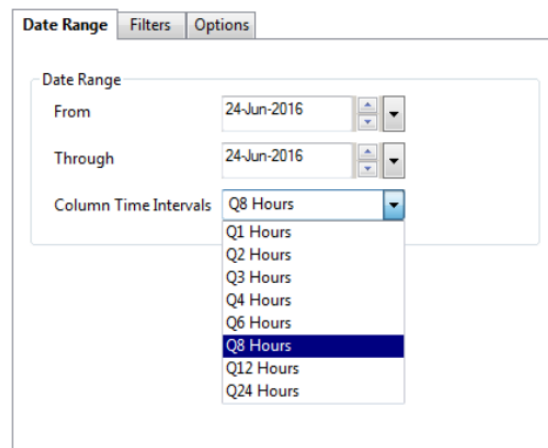 Date Range Filters Options
Date Range
From 24-Jun-2016
Through 24-Jun-2016
Column Time Intervals Q8 Hours
Q1 Hours
Q2 Hours
Q3 Hours
Q4 Hours
Q6 Hours
Q8 Hours
Q12 Hours
Q24 Hours